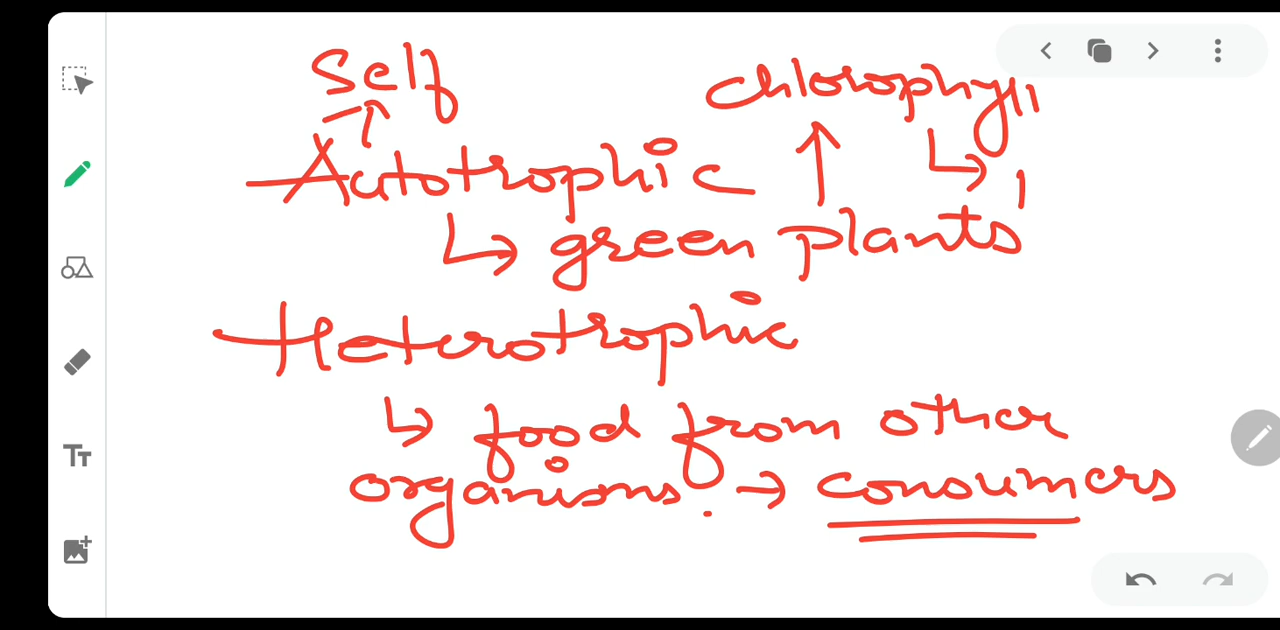 Self
chlorophyll
Autotrophic
↳ green plants
Heterotrophic
↳ food from other
organisms. → consumers